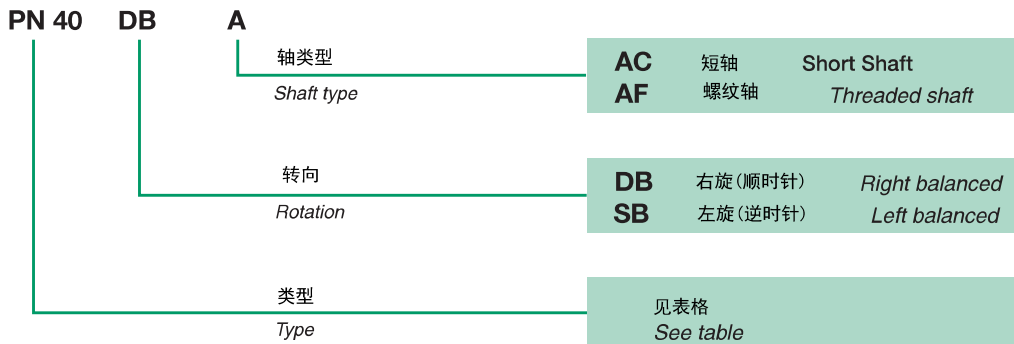 PN 40 DB A
轴类型
Shaft type
AC 短轴 Short Shaft
AF 螺纹轴 Threaded shaft
转向
Rotation
DB 右旋(顺时针) Right balanced
SB 左旋(逆时针) Left balanced
类型
Type
见表格
See table